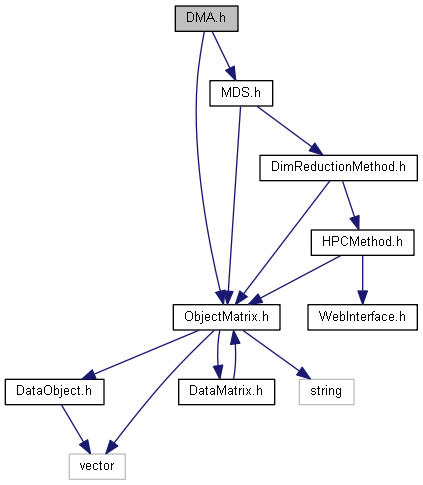 DMA.h
MDS.h
DimReductionMethod.h
HPCMethod.h
ObjectMatrix.h
WebInterface.h
DataObject.h
DataMatrix.h
string
vector